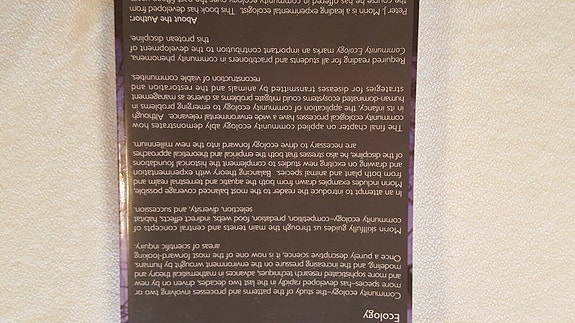 Ecology
Community ecology–the study of the patterns and processes involving two or
more species–has developed rapidly in the last two decades, driven on by new
and more sophisticated research techniques, advances in mathematical theory and
modeling, and the increasing pressure on the environment wrought by humans.
Once a purely descriptive science, it is now one of the most forward-looking
areas of scientific inquiry.
Morin skillfully guides us through the main tenets and central concepts of
community ecology–competition, predation, food webs, indirect effects, habitat
selection, diversity, and succession.
In an attempt to introduce the reader to the most balanced coverage possible,
Morin includes examples drawn from both the aquatic and terrestrial realms and
from both plant and animal species. Balancing theory with experimentation
and drawing on exciting new studies to complement the historical foundations
of the discipline, he also stresses that both the empirical and theoretical approaches
are necessary to drive ecology forward into the new millennium.
The final chapter on applied community ecology ably demonstrates how
community ecological processes have a wide environmental relevance. Although
in its infancy, the application of community ecology to emerging problems in
human-dominated ecosystems could mitigate problems as diverse as management
strategies for diseases transmitted by animals and the restoration and
reconstruction of viable communities.
Required reading for all students and practitioners in community phenomena,
Community Ecology marks an important contribution to the development of
this protean discipline.
About the Author
Peter J Morin is a leading experimental ecologist. This book has developed from